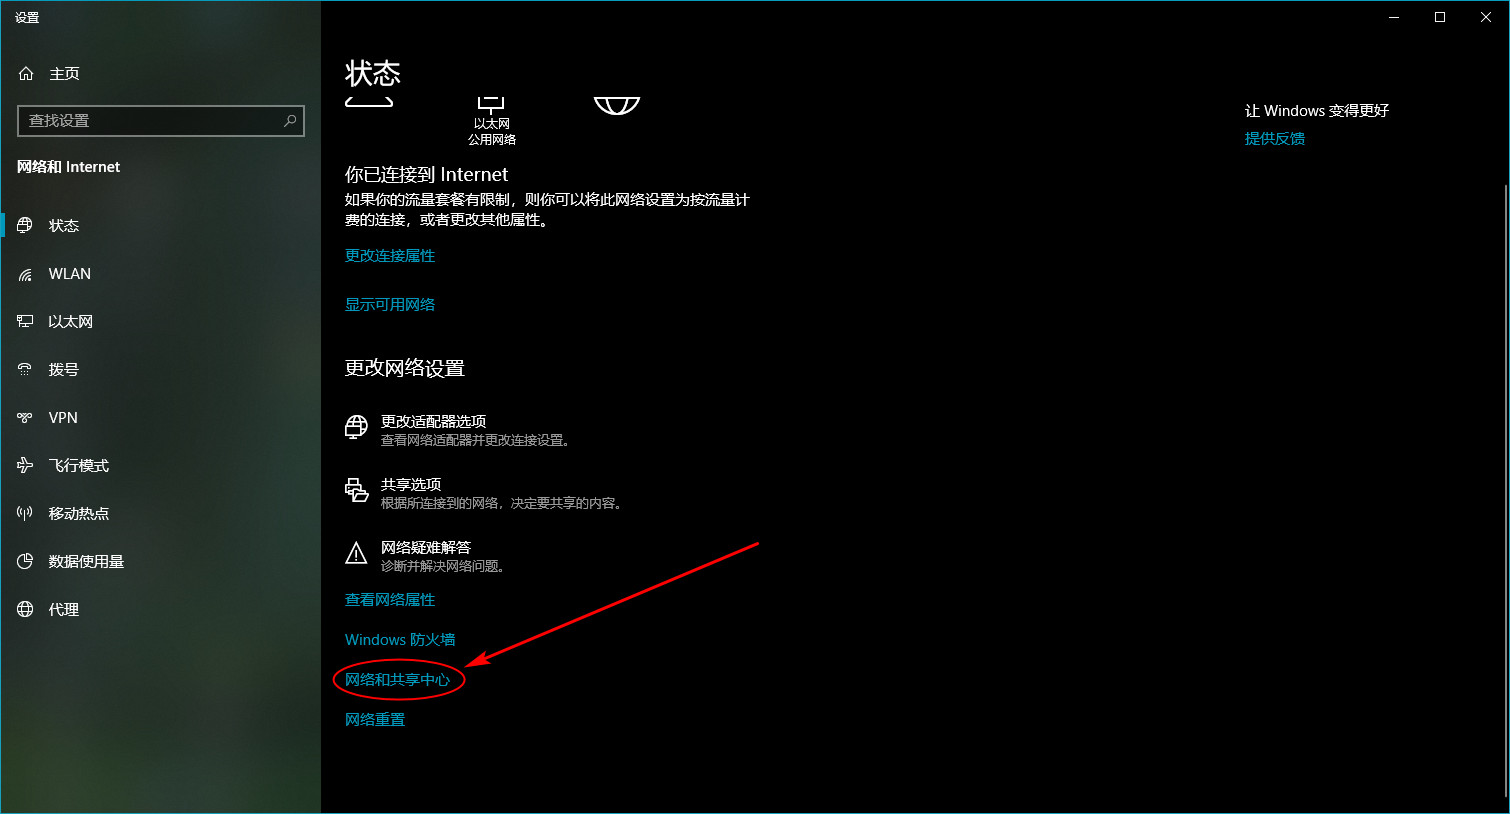 设置
主页
查找设置
网络和 Internet
状态
WLAN
以太网
拨号
VPN
飞行模式
移动热点
数据使用量
代理
状态
以太网
公用网络
你已连接到 Internet
如果你的流量套餐有限制，则你可以将此网络设置为按流量计
费的连接，或者更改其他属性。
更改连接属性
显示可用网络
更改网络设置
更改适配器选项
查看网络适配器并更改连接设置。
共享选项
根据所连接到的网络，决定要共享的内容。
网络疑难解答
诊断并解决网络问题。
查看网络属性
Windows 防火墙
网络和共享中心
网络重置
让 Windows 变得更好
提供反馈